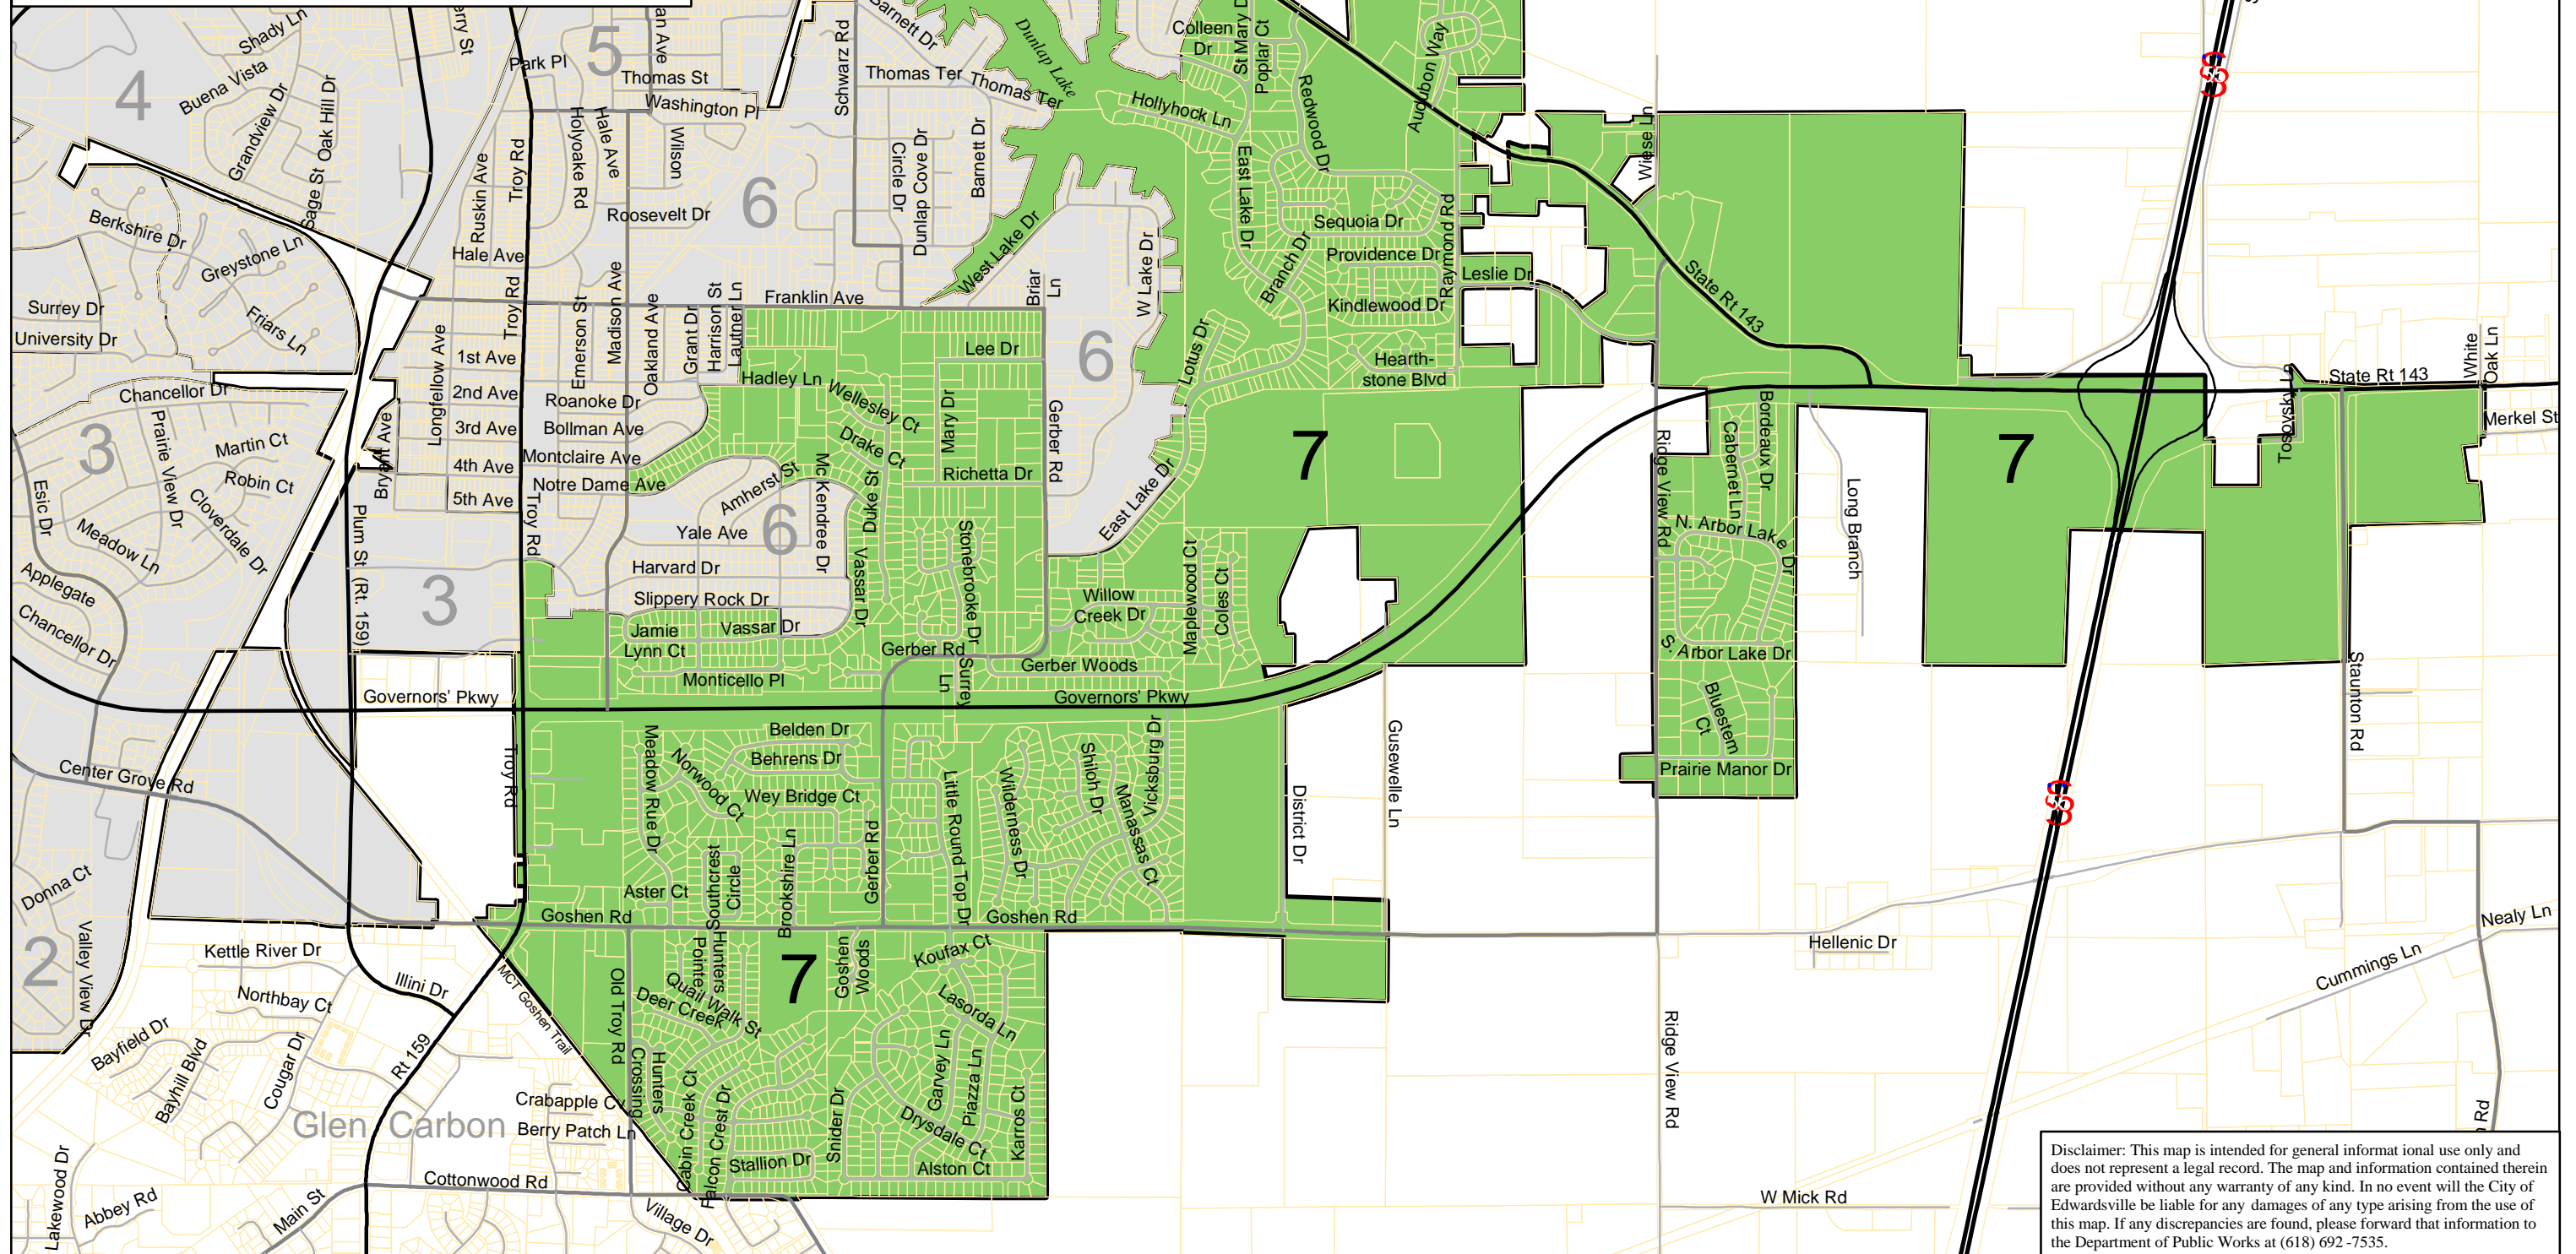 4
Shady Ln
Buena Vista
Grandview Dr
Sage St
Oak Hill Dr
Park Pl
5
Thomas St
Washington Pl
Schwarz Rd
Barnett Dr
Thomas Ter
Thomas Ter
Dunlap Lake
Colleen
Dr
Poplar Ct
Hollyhock Ln
Redwood Dr
Audubon Way
Wiese Ln
Ruskin Ave
Troy Rd
Holyoake Rd
Hale Ave
Wilson
6
Roosevelt Dr
Circle Dr
Dunlap Cove Dr
Barnett Dr
West Lake Dr
East Lake Dr
Sequoia Dr
Providence Dr
Branch Dr
Kindlewood Dr
Raymond Rd
Leslie Dr
State Rt 143
Berkshire Dr
Greystone Ln
Friars Ln
Surrey Dr
University Dr
Hale Ave
Troy Rd
Longfellow Ave
1st Ave
2nd Ave
3rd Ave
4th Ave
5th Ave
Emerson St
Madison Ave
Oakland Ave
Grant Dr
Harrison St
Lautner Ln
Franklin Ave
Briar
Ln
W Lake Dr
6
Lotus Dr
Hearth-
stone Blvd
Lee Dr
Hadley Ln
Wellesley Ct
Drake Ct
Mary Dr
Richetta Dr
Gerber Rd
East Lake Dr
7
7
Chancellor Dr
3
Prairie View Dr
Martin Ct
Robin Ct
Cloverdale Dr
Esic Dr
Meadow Ln
Applegate
Chancellor Dr
Bryant Ave
Plum St (Rt. 159)
3
Roanoke Dr
Bollman Ave
Montclaire Ave
Notre Dame Ave
Troy Rd
Amherst St
Mc Kendree Dr
6
Yale Ave
Harvard Dr
Slippery Rock Dr
Duke St
Vassar Dr
Vassar Dr
Jamie
Lynn Ct
Monticello Pl
Stonebrooke Dr
Gerber Rd
Surrey
Ln
Willow
Creek Dr
Gerber Woods
Maplewood Ct
Coles Ct
Governors' Pkwy
Governors' Pkwy
Ridge View Rd
Cabernet Ln
Bordeaux Dr
N. Arbor Lake
Dr
S. Arbor Lake Dr
Long Branch
Bluestem
Ct
Prairie Manor Dr
Tosovsky Ln
State Rt 143
White
Oak Ln
Merkel St
Staunton Rd
55
55
Center Grove Rd
Troy Rd
Belden Dr
Behrens Dr
Meadow Rue Dr
Norwood Ct
Wey Bridge Ct
Southcrest
Circle
Brookshire Ln
Gerber Rd
Aster Ct
Little Round Top Dr
Wilderness Dr
Shiloh Dr
Manassas Ct
Vicksburg Dr
District Dr
Gusewelle Ln
Goshen Rd
Goshen Rd
Donna Ct
Valley View Dr
2
Kettle River Dr
Northbay Ct
Illini Dr
Bayfield Dr
Bayhill Blvd
Cougar Dr
Rt 159
MCT Goshen Trail
Old Troy Rd
Hunters
Pointe
Quail Walk St
Deer Creek
7
Goshen
Woods
Koufax Ct
Lasorda Ln
Hunters
Crossing
Cabin Creek Ct
Falcon Crest Dr
Stallion Dr
Snider Dr
Garvey Ln
Piazza Ln
Drysdale Ct
Alston Ct
Karros Ct
Crabapple
Berry Patch Ln
Glen Carbon
Cottonwood Rd
Village Dr
Main St
Abbey Rd
Lakewood Dr
Hellenic Dr
Ridge View Rd
W Mick Rd
Nealy Ln
Cummings Ln
Rd
Disclaimer: This map is intended for general informat ional use only and
does not represent a legal record. The map and information contained therein
are provided without any warranty of any kind. In no event will the City of
Edwardsville be liable for any damages of any type arising from the use of
this map. If any discrepancies are found, please forward that information to
the Department of Public Works at (618) 692 -7535.